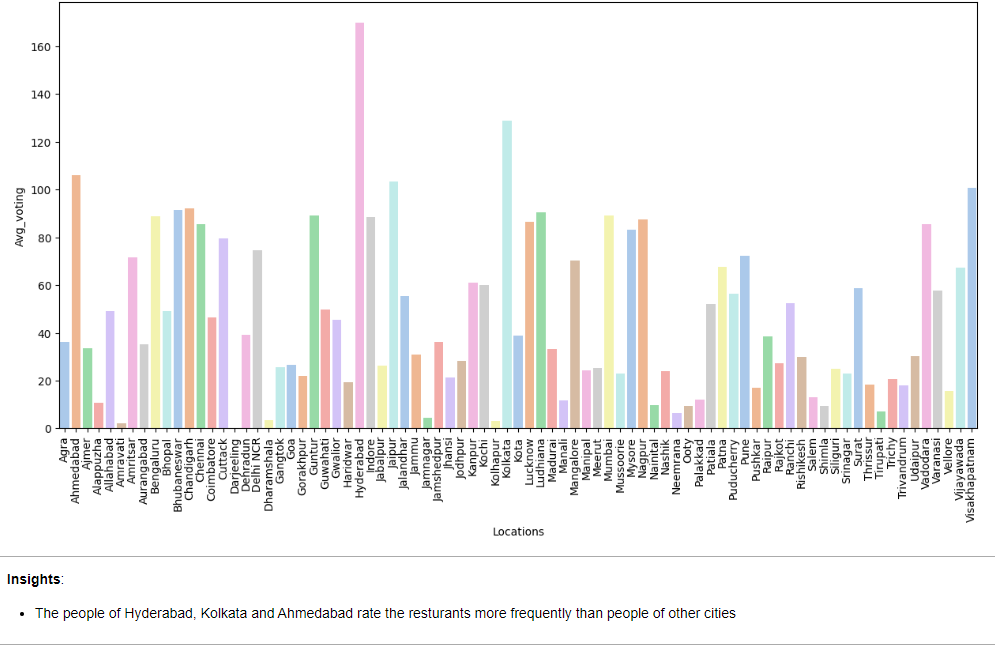 160
140
120
100
80
60
40
20
0
Avg_voting
Agra
Ahmedabad
Ajmer
Alapuzha
Allahabad
Amravati
Amritsar
Aurangabad
Bengaluru
Bhopal
Bhubaneswar
Chandigarh
Chennai
Coimbatore
Cuttack
Darjeeling
Dehradun
Delhi NCR
Dharamshala
Gangtok
Goa
Gorakhpur
Guntur
Guwahati
Gwalior
Haridwar
Hyderabad
Indore
Jabalpur
Jaipur
Jalandhar
Jammu
Jamnagar
Jamshedpur
Jhansi
Jodhpur
Kanpur
Kochi
Kolhapur
Kolkata
Kota
Lucknow
Ludhiana
Madurai
Manali
Mangalore
Manipal
Meerut
Mumbai
Mussoorie
Mysore
Nagpur
Nainital
Nashik
Neemrana
Ooty
Palakkad
Patiala
Patna
Puducherry
Pune
Pushkar
Raipur
Rajkot
Ranchi
Rishikesh
Salem
Shimla
Siliguri
Srinagar
Surat
Thrissur
Tirupati
Trichy
Trivandrum
Udaipur
Vadodara
Varanasi
Vellore
Vijayawada
Visakhapatnam
Locations
Insights:
• The people of Hyderabad, Kolkata and Ahmedabad rate the resturants more frequently than people of other cities